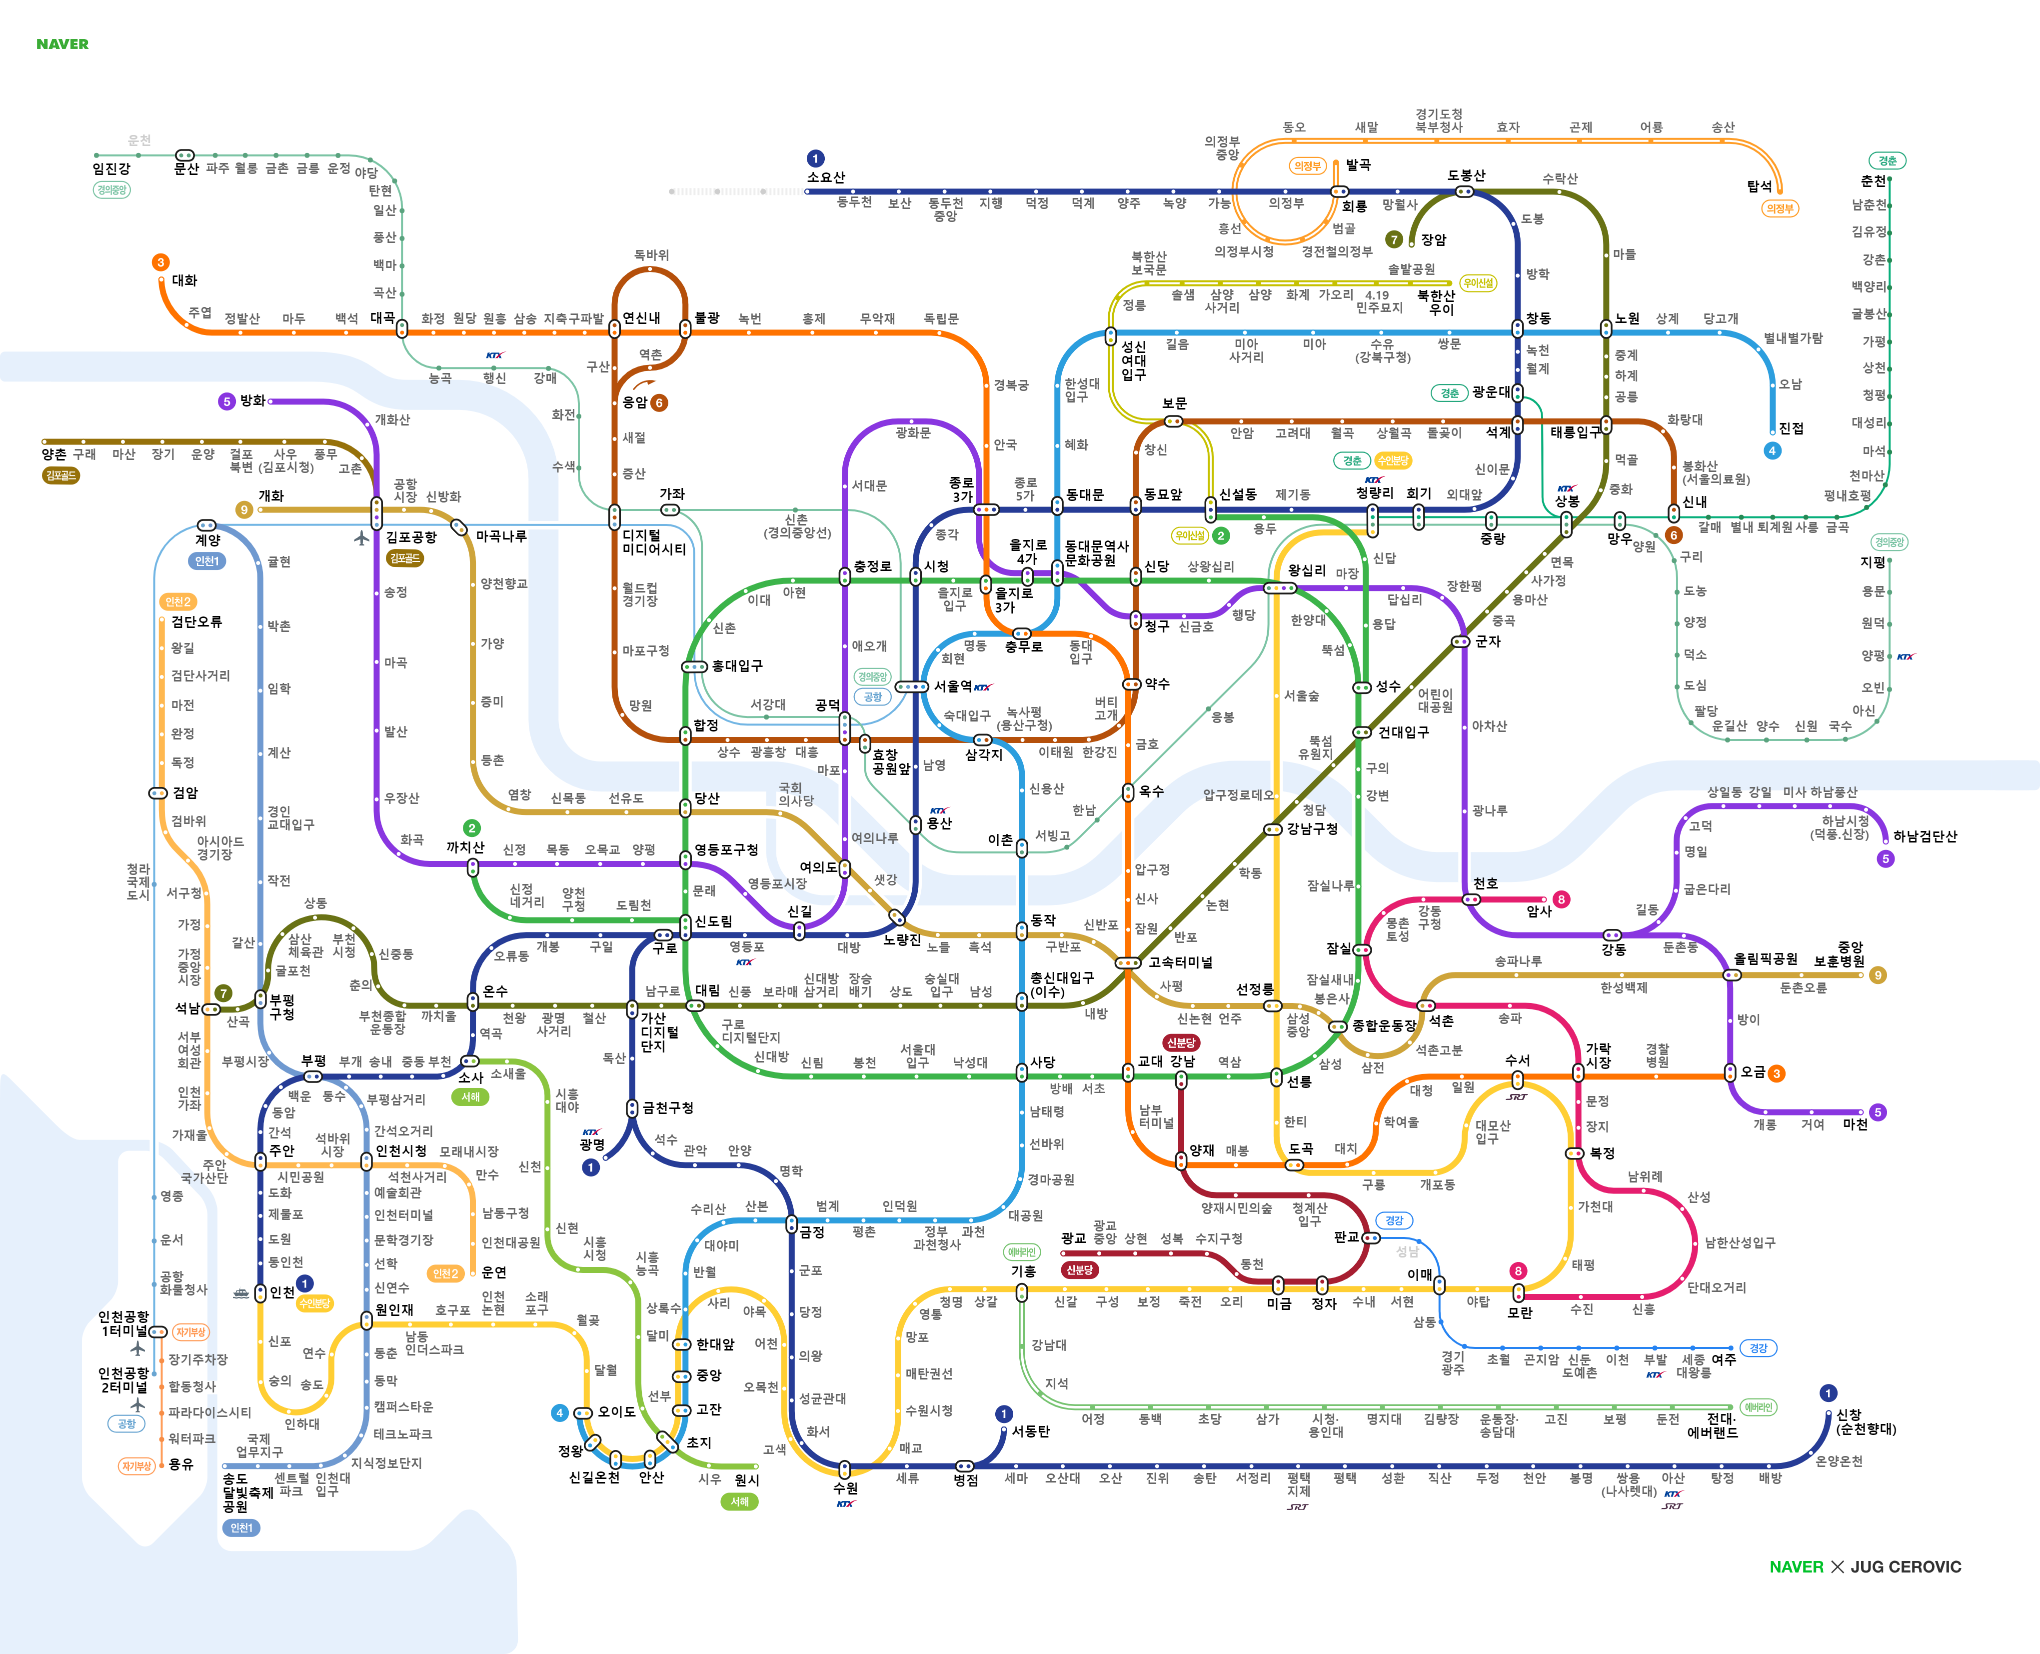 NAVER
운천
임진강
문산
파주
월롱
금촌
금릉
운정
야당
탄현
경의중앙
일산
풍산
백마
곡산
3
대화
주엽
정발산
마두
백석
대곡
화정
원당
원흥
삼송
지축
구파발
연신내
불광
녹번
홍제
무악재
독립문
독바위
역촌
구산
응암
6
KTX
능곡
행신
강매
화전
수색
새절
증산
1
소요산
동두천
보산
동두천
중앙
지행
덕정
덕계
양주
녹양
가능
의정부
회룡
망월사
도봉산
수락산
의정부
중앙
동오
새말
경기도청
북부청사
효자
곤제
어룡
송산
탑석
의정부
의정부
발곡
흥선
의정부시청
경전철의정부
범골
7
장암
도봉
방학
마들
경춘
춘천
남춘천
김유정
강촌
백양리
굴봉산
가평
상천
청평
대성리
마석
천마산
평내호평
북한산
보국문
정릉
솔샘
삼양
사거리
삼양
화계
가오리
4.19
민주묘지
솔밭공원
북한산
우이
우이신설
성신
여대
입구
길음
미아
사거리
미아
수유
(강북구청)
쌍문
창동
노원
상계
당고개
별내별가람
오남
진접
4
녹천
월계
경춘
광운대
중계
하계
공릉
석계
태릉입구
화랑대
봉화산
(서울의료원)
신내
6
먹골
중화
신이문
보문
안암
고려대
월곡
상월곡
돌곶이
창신
한성대
입구
혜화
경복궁
안국
5
방화
개화산
양촌
김포골드
구래
마산
장기
운양
걸포
북변
사우
(김포시청)
풍무
고촌
9
개화
공항
시장
신방화
김포공항
김포골드
마곡나루
계양
인천1
귤현
박촌
임학
계산
경인
교대입구
작전
갈산
송정
마곡
발산
우장산
화곡
양천향교
가양
증미
등촌
염창
신목동
선유도
디지털
미디어시티
가좌
신촌
(경의중앙선)
월드컵
경기장
마포구청
망원
광화문
서대문
종로
3가
종로
5가
동대문
동묘앞
신설동
우이신설
2
제기동
용두
경춘
수인분당
KTX
청량리
회기
외대앞
중랑
KTX
상봉
망우
양원
갈매
별내
퇴계원
사릉
금곡
구리
도농
양정
덕소
도심
팔당
운길산
양수
신원
국수
아신
오빈
양평
KTX
원덕
용문
지평
경의중앙
종각
시청
충정로
을지로
입구
을지로
3가
을지로
4가
동대문역사
문화공원
신당
상왕십리
왕십리
마장
신답
답십리
장한평
면목
사가정
용마산
중곡
군자
청구
신금호
행당
한양대
뚝섬
용답
성수
어린이
대공원
건대입구
뚝섬
유원지
구의
강변
아차산
광나루
아현
이대
신촌
홍대입구
합정
애오개
서강대
공덕
상수
광흥창
대흥
마포
효창
공원앞
경의중앙
공항
서울역
KTX
회현
명동
충무로
동대
입구
약수
버티
고개
숙대입구
녹사평
(용산구청)
삼각지
이태원
한강진
남영
KTX
용산
신용산
이촌
서빙고
한남
응봉
옥수
금호
서울숲
압구정로데오
청담
강남구청
인천2
검단오류
왕길
검단사거리
마전
완정
독정
검암
검바위
아시아드
경기장
서구청
청라
국제
도시
가정
가정
중앙
시장
7
석남
산곡
부평
구청
굴포천
삼산
체육관
상동
부천
시청
신중동
춘의
부천종합
운동장
까치울
온수
오류동
개봉
구일
구로
2
까치산
신정
목동
오목교
양평
영등포구청
신정
네거리
양천
구청
도림천
문래
신도림
당산
국회
의사당
여의도
여의나루
영등포시장
신길
영등포
KTX
대방
샛강
노량진
노들
흑석
동작
구반포
신반포
고속터미널
사평
신논현
언주
선정릉
삼성
중앙
봉은사
종합운동장
삼전
석촌고분
석촌
송파나루
한성백제
올림픽공원
둔촌오륜
중앙
보훈병원
9
압구정
신사
잠원
반포
논현
학동
잠실나루
잠실
잠실새내
몽촌
토성
강동
구청
천호
암사
8
강동
길동
굽은다리
명일
고덕
상일동
강일
미사
하남풍산
하남시청
(덕풍.신장)
하남검단산
5
둔촌동
방이
오금
3
개롱
거여
마천
5
송파
가락
시장
경찰
병원
수서
SRT
일원
대청
학여울
대치
도곡
매봉
양재
대모산
입구
개포동
구룡
문정
장지
복정
남위례
산성
남한산성입구
단대오거리
신흥
수진
모란
8
가천대
태평
서부
여성
회관
인천
가좌
가재울
주안
국가산단
부평시장
부평
부개
송내
중동
부천
소사
서해
소새울
역곡
천왕
광명
사거리
철산
가산
디지털
단지
남구로
대림
신풍
보라매
신대방
삼거리
장승
배기
상도
숭실대
입구
남성
총신대입구
(이수)
내방
구로
디지털단지
신대방
신림
봉천
서울대
입구
낙성대
사당
방배
서초
교대
강남
신분당
역삼
선릉
삼성
한티
남부
터미널
백운
동수
동암
간석
주안
부평삼거리
간석오거리
석바위
시장
인천시청
모래내시장
시민공원
석천사거리
만수
남동구청
인천대공원
운연
인천2
도화
제물포
도원
동인천
인천
1
수인분당
예술회관
인천터미널
문학경기장
선학
신연수
원인재
신포
숭의
인하대
송도
연수
동춘
동막
캠퍼스타운
테크노파크
지식정보단지
인천대
입구
센트럴
파크
국제
업무지구
송도
달빛축제
공원
인천1
영종
운서
공항
화물청사
인천공항
1터미널
자기부상
인천공항
2터미널
공항
장기주차장
합동청사
파라다이스시티
워터파크
용유
자기부상
남동
인더스파크
호구포
인천
논현
소래
포구
월곶
달월
4
오이도
정왕
신길온천
안산
초지
고잔
중앙
한대앞
선부
달미
시흥
능곡
시흥
시청
신현
신천
시흥
대야
시우
원시
서해
독산
금천구청
KTX
광명
1
석수
관악
안양
명학
금정
수리산
산본
대야미
반월
상록수
범계
평촌
인덕원
정부
과천청사
과천
대공원
경마공원
선바위
남태령
군포
당정
의왕
성균관대
화서
수원
KTX
사리
야목
어천
오목천
고색
매교
수원시청
매탄권선
망포
영통
청명
상갈
에버라인
기흥
신갈
구성
보정
죽전
오리
미금
정자
수내
서현
이매
야탑
양재시민의숲
청계산
입구
판교
경강
성남
동천
수지구청
성복
상현
광교
중앙
광교
신분당
삼동
경기
광주
초월
곤지암
신둔
도예촌
이천
부발
KTX
세종
대왕릉
여주
경강
강남대
지석
어정
동백
초당
삼가
시청·
용인대
명지대
김량장
운동장·
송담대
고진
보평
둔전
전대·
에버랜드
에버라인
세류
병점
1
서동탄
세마
오산대
오산
진위
송탄
서정리
평택
지제
SRT
평택
성환
직산
두정
천안
봉명
쌍용
(나사렛대)
아산
KTX
SRT
탕정
배방
온양온천
1
신창
(순천향대)
NAVER X JUG CEROVIC